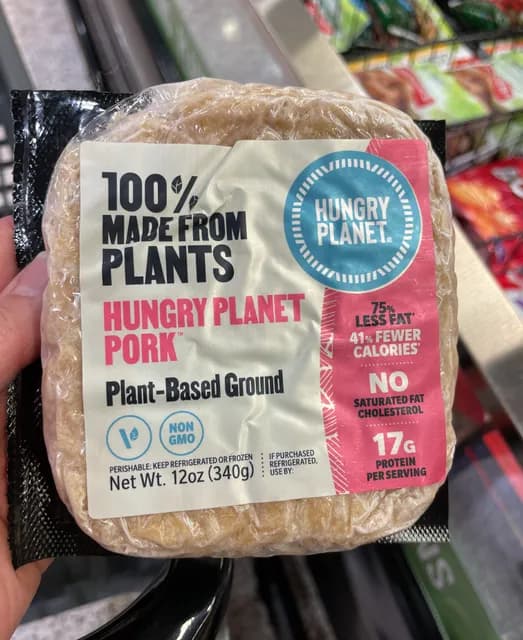 100%
MADE FROM
PLANTS
HUNGRY PLANET
PORK™
Plant-Based Ground
V
NON
GMO
PERISHABLE: KEEP REFRIGERATED OR FROZEN
Net Wt. 12oz (340g)
IF PURCHASED
REFRIGERATED,
USE BY:
HUNGRY
PLANET®
75%
LESS FAT*
41% FEWER
CALORIES*
NO
SATURATED FAT
CHOLESTEROL
17G
PROTEIN
PER SERVING